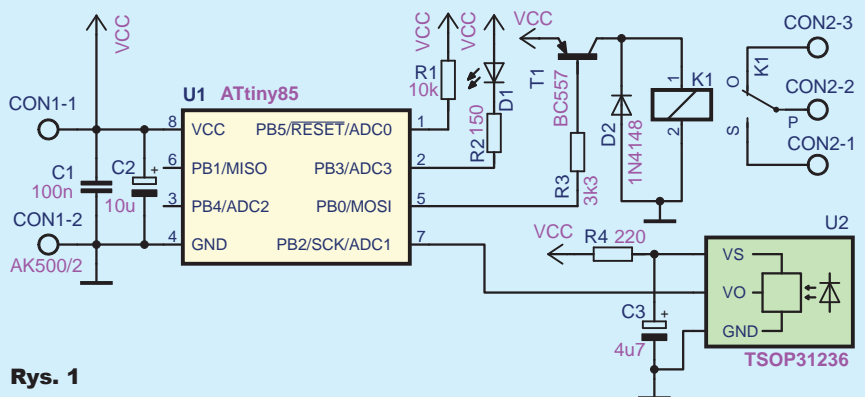 VCC
VCC
VCC
VCC
CON1-1
CON1-2
AK500/2
C1
100n
C2
10u
+
U1 ATtiny85
8 VCC
6 PB1/MISO
3 PB4/ADC2
4 GND
PB5/RESET/ADC0 1
PB3/ADC3 2
PB0/MOSI 5
PB2/SCK/ADC1 7
R1
10k
R2 150
D1
T1
BC557
R3
3k3
D2
1N4148
K1
1
2
K1
O
S
P
CON2-3
CON2-2
CON2-1
VCC
R4 220
C3
4u7
+
U2
VS
VO
GND
TSOP31236
Rys. 1